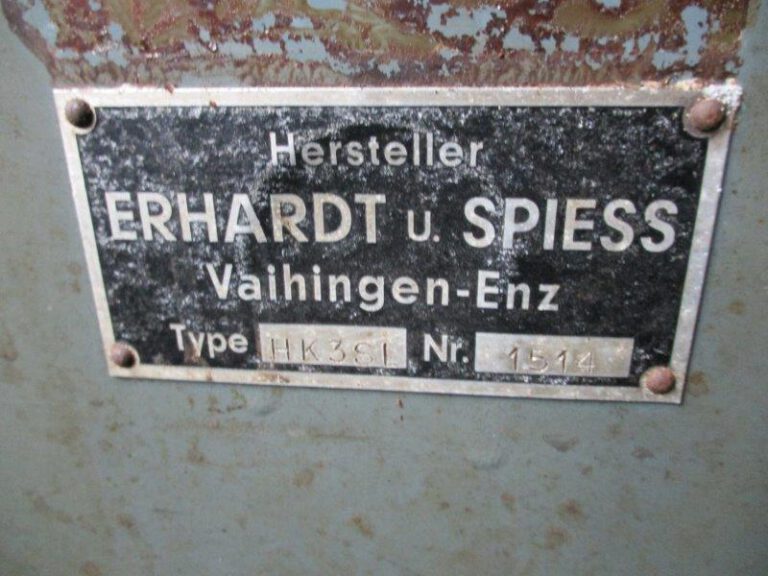 Hersteller
ERHARDT u. SPIESS
Vaihingen-Enz
Type HK3SL Nr. 1514